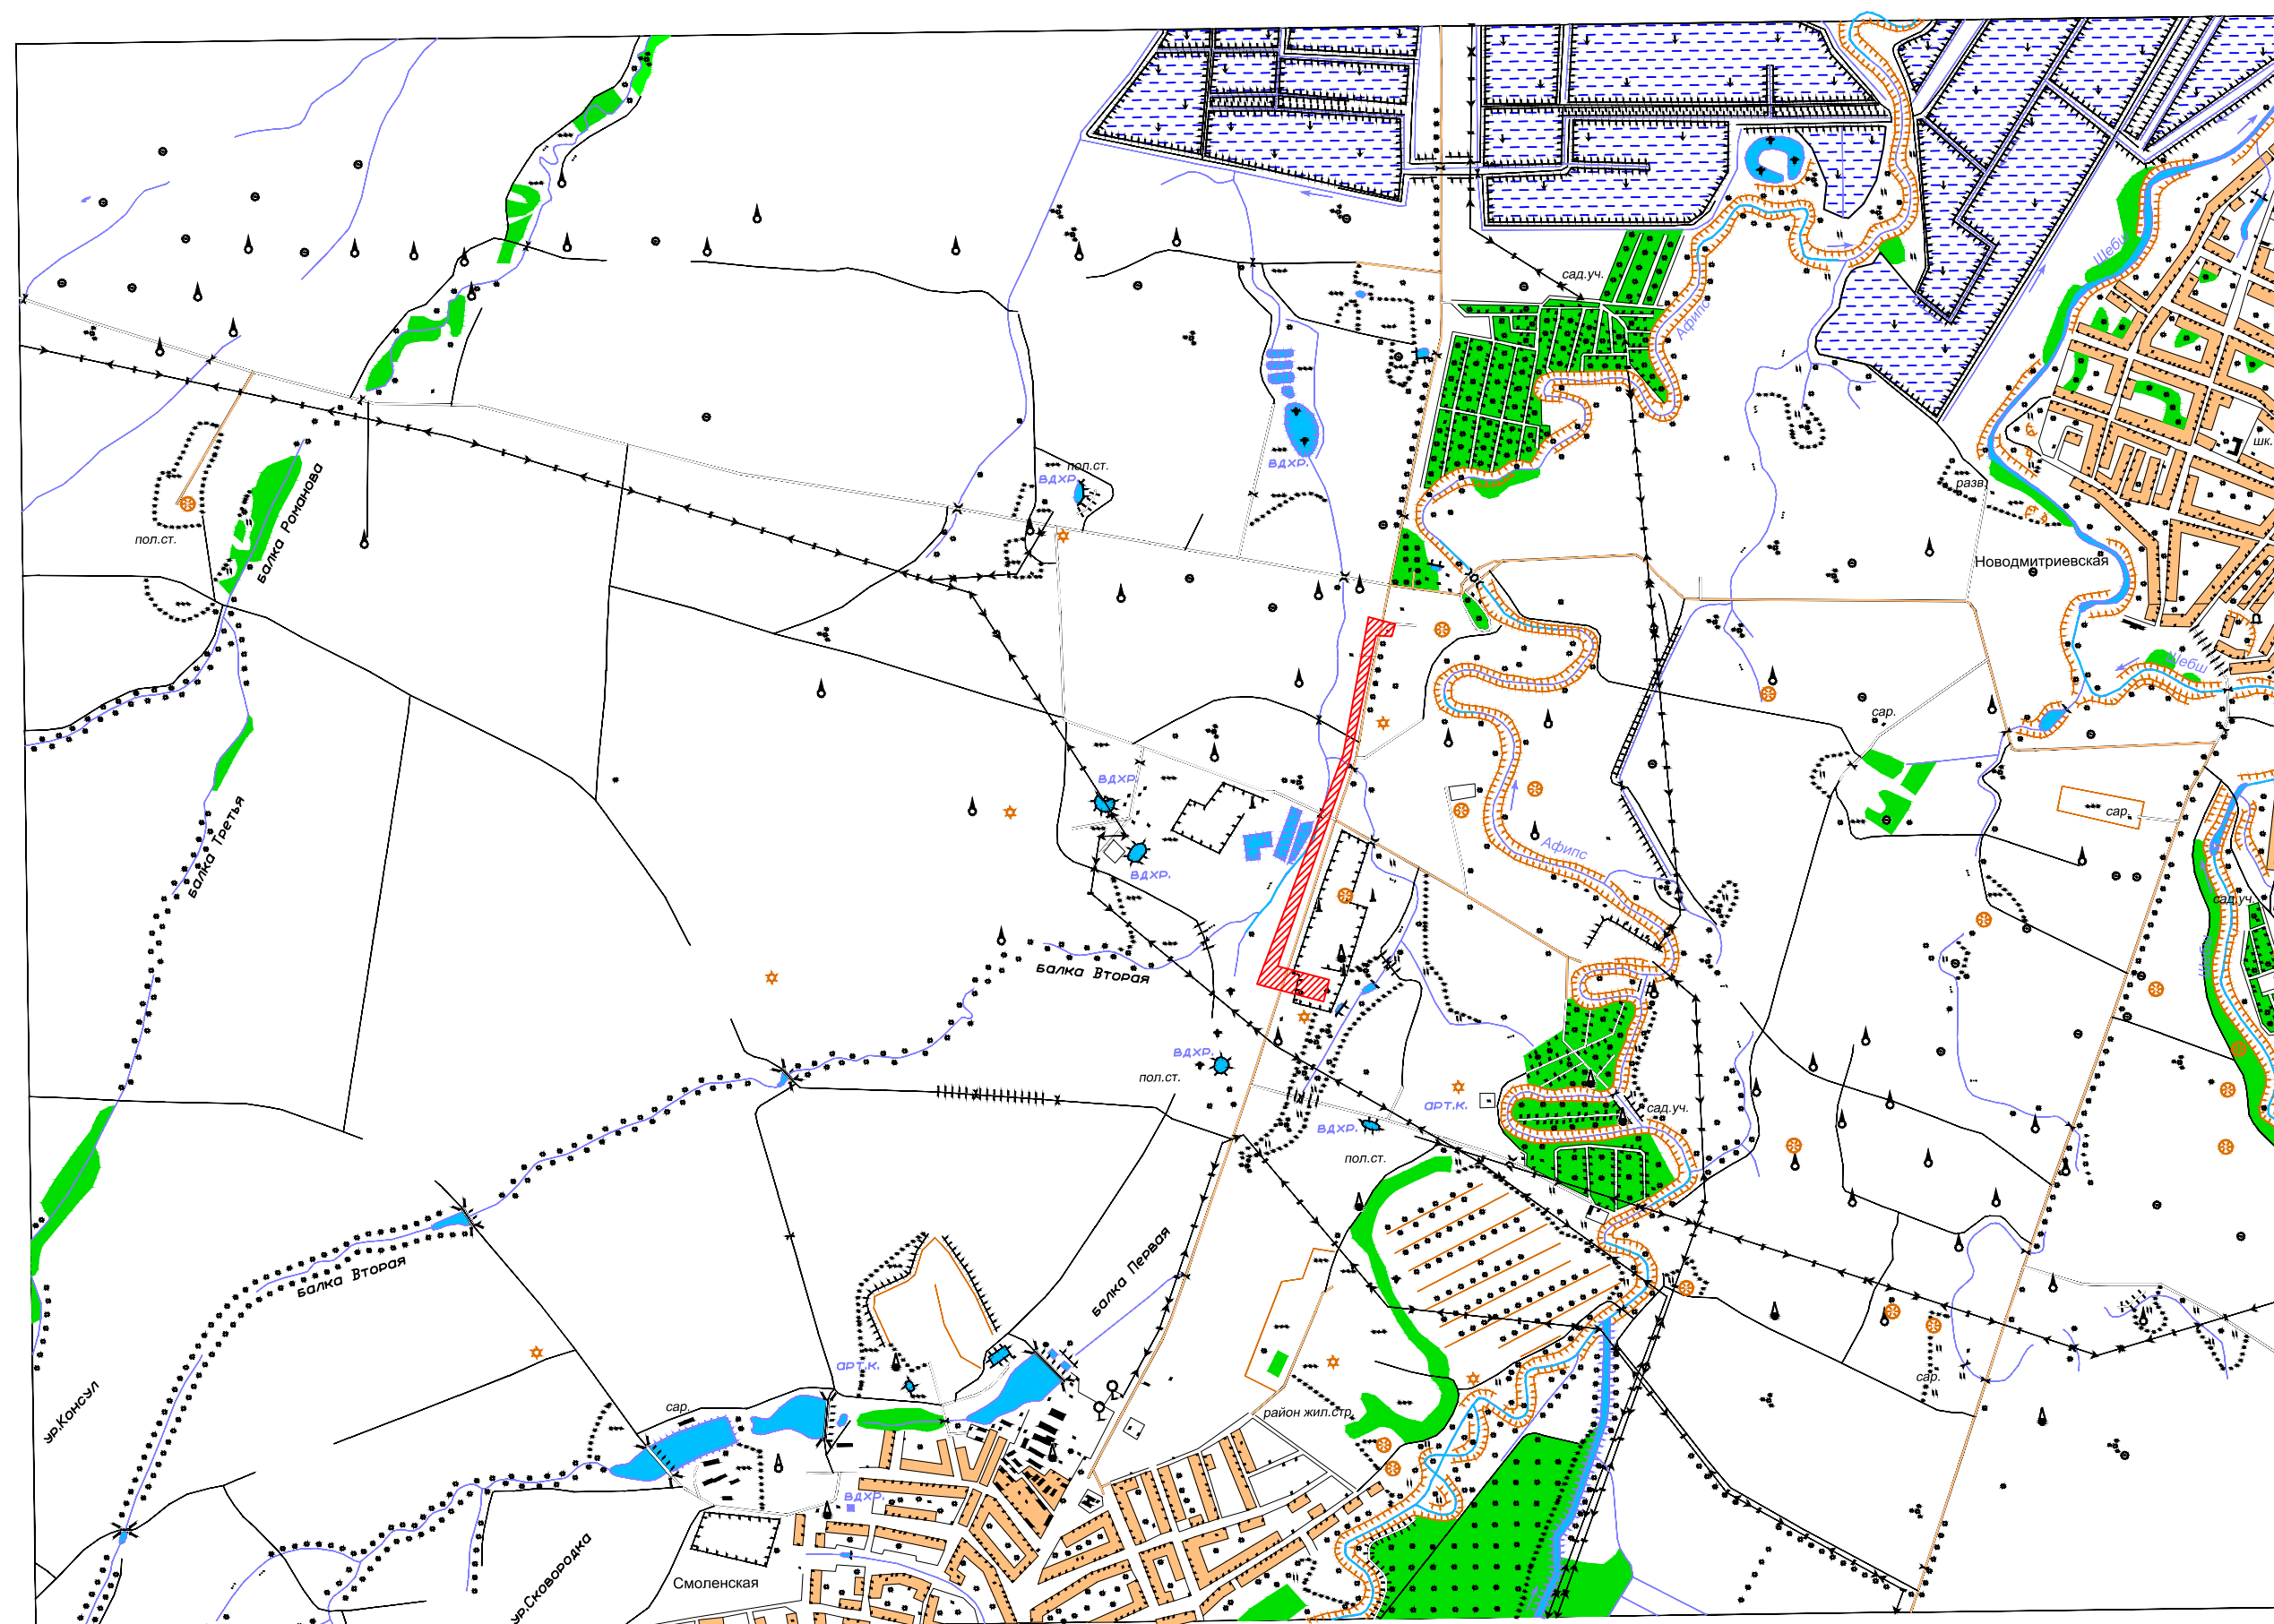 сад.уч.
Шебш
Афипс
шк.
пол.ст.
вдхр.
вдхр.
разв.
пол.ст.
Балка Романова
Новодмитриевская
Шебш
сар.
вдхр.
сар.
Балка Третья
Афипс
вдхр.
сад.уч.
Балка Вторая
Шебш
вдхр.
пол.ст.
арт.к.
сад.уч.
вдхр.
пол.ст.
Балка Вторая
Балка Первая
арт.к.
сар.
ур.Консул
сар.
район жил.стр.
вдхр.
Смоленская
ур.Сковородка